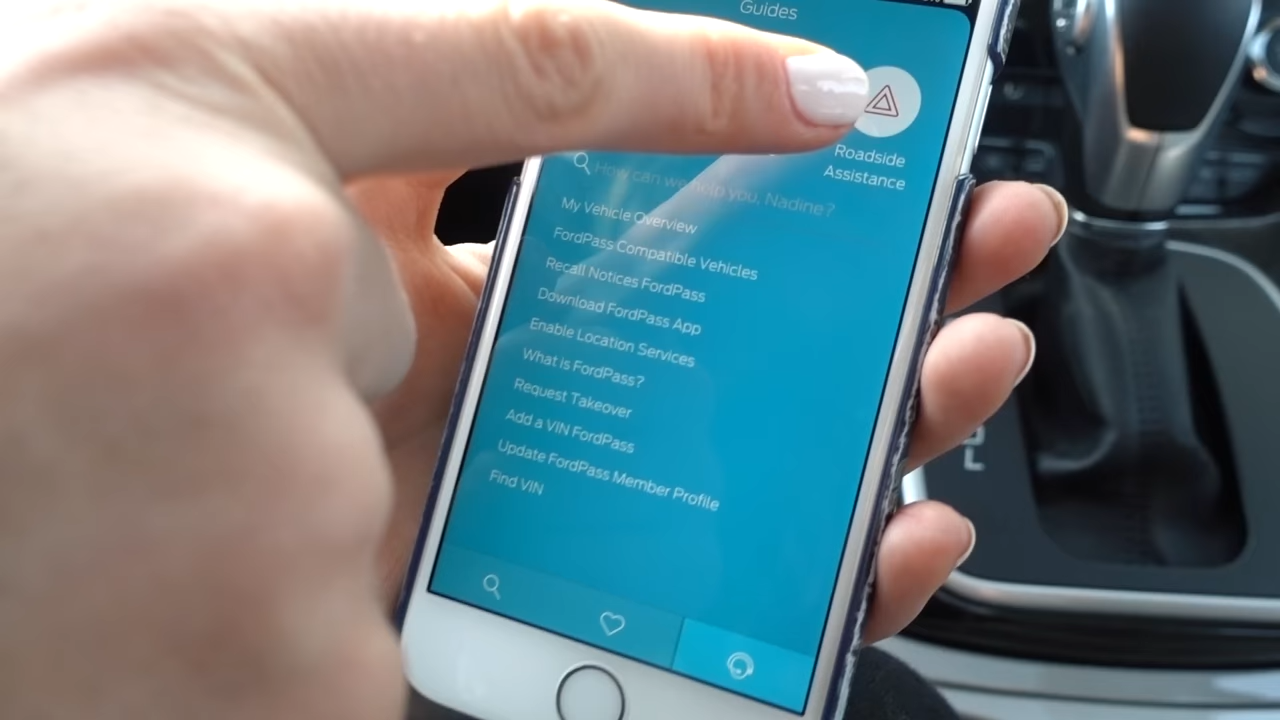 Guides
Roadside
Assistance
How can we help you, Nadine?
My Vehicle Overview
FordPass Compatible Vehicles
Recall Notices FordPass
Download FordPass App
Enable Location Services
What is FordPass?
Request Takeover
Add a VIN FordPass
Update FordPass Member Profile
Find VIN